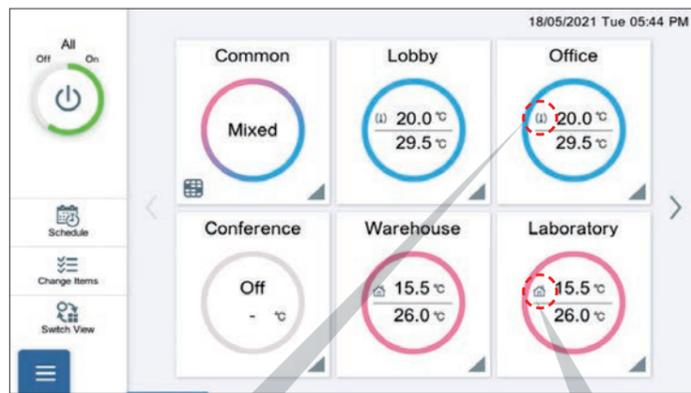 18/05/2021 Tue 05:44 PM
All
Off On
Schedule
Change Items
Switch View
Common
Mixed
Lobby
20.0 °C
29.5 °C
Office
20.0 °C
29.5 °C
Conference
Off
- °C
Warehouse
15.5 °C
26.0 °C
Laboratory
15.5 °C
26.0 °C